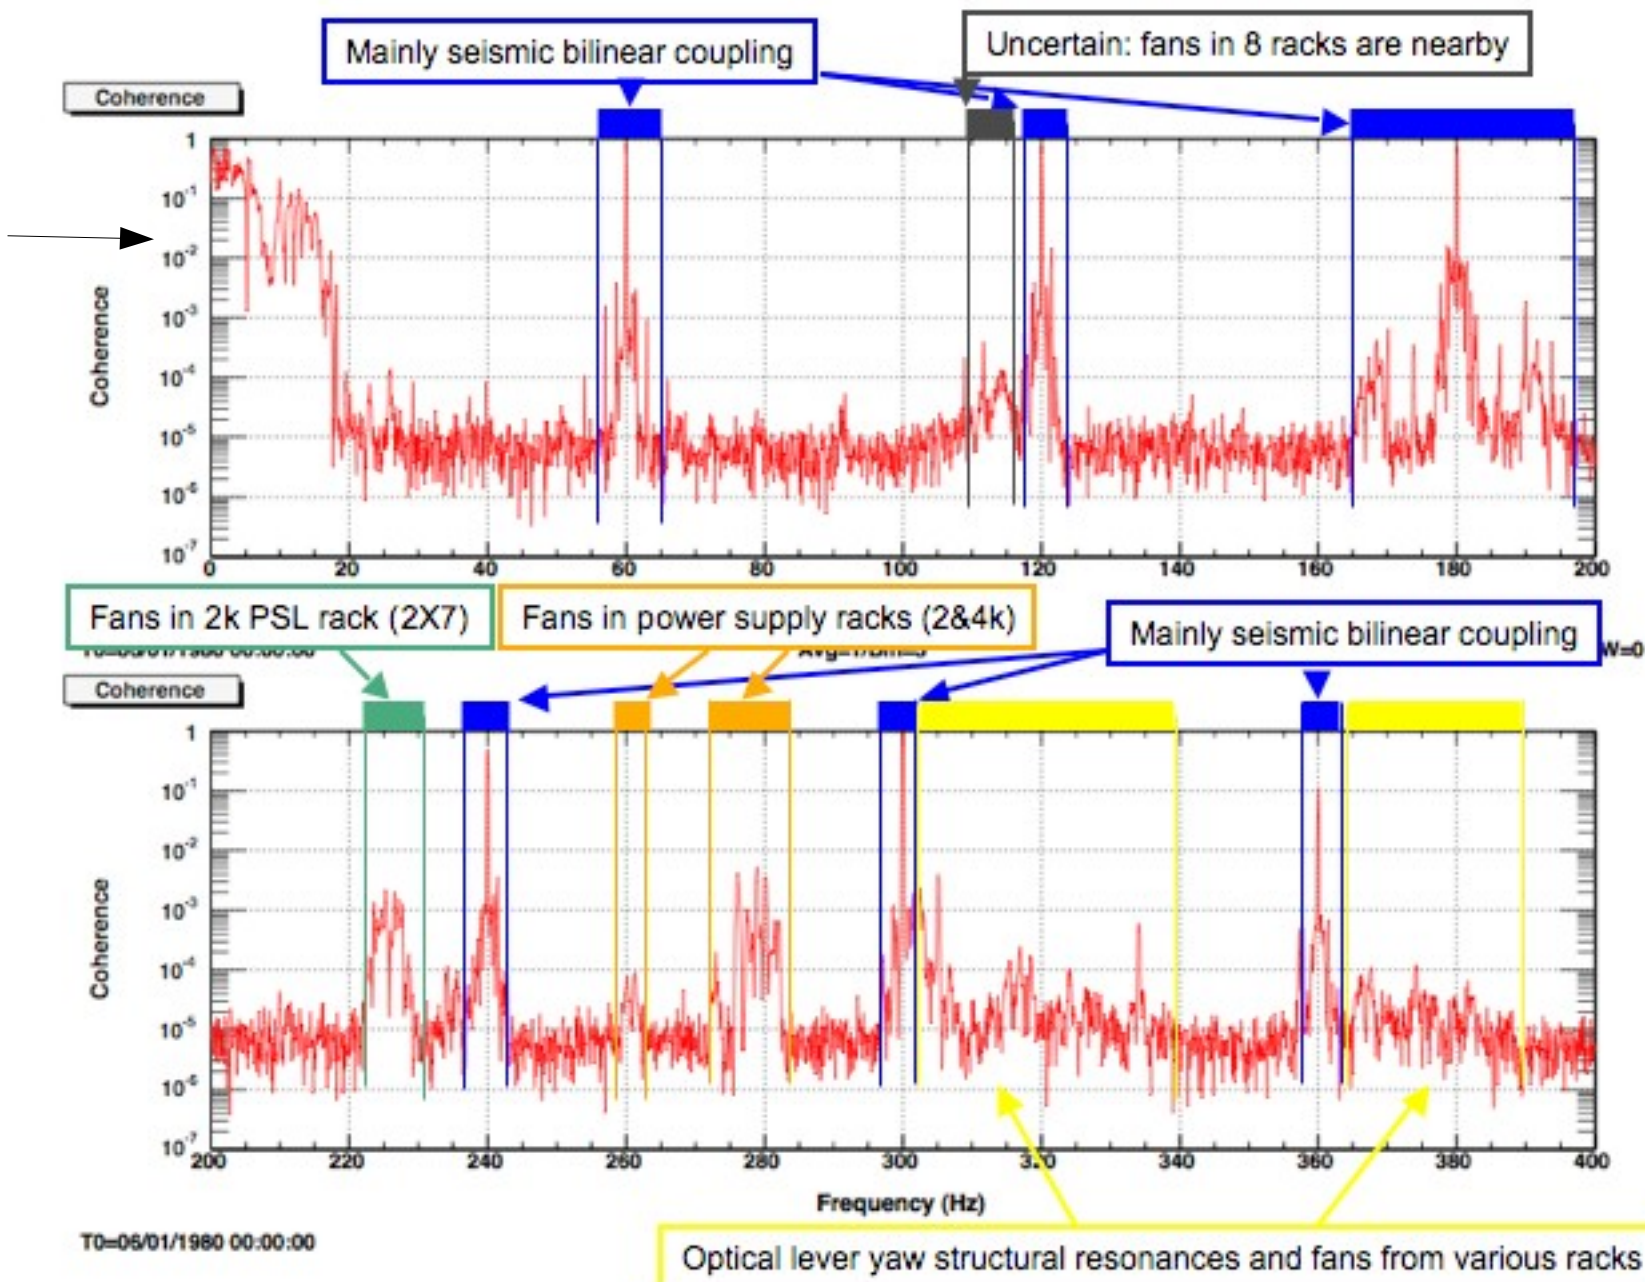 Mainly seismic bilinear coupling
Uncertain: fans in 8 racks are nearby
Coherence
1
10-1
10-2
10-3
10-4
10-5
10-6
10-7
Coherence
0 20 40 60 80 100 120 140 160 180 200
Fans in 2k PSL rack (2X7)
Fans in power supply racks (2&4k)
Mainly seismic bilinear coupling
W=0
Coherence
1
10-1
10-2
10-3
10-4
10-5
10-6
10-7
Coherence
200 220 240 260 280 300 320 340 360 380 400
Frequency (Hz)
T0=06/01/1980 00:00:00
Optical lever yaw structural resonances and fans from various racks